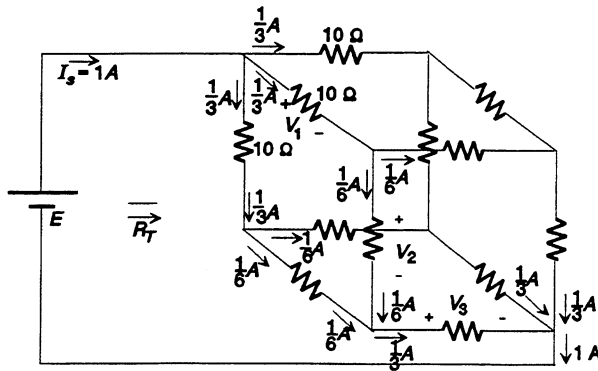 1/3 A
10 Ω
I_s = 1A
1/3 A
1/3 A
+
10 Ω
V_1
-
10 Ω
1/6 A
1/6 A
1/3 A
+
E
R_T
1/6 A
V_2
1/6 A
-
1/3 A
1/6 A
V_3
1/3 A
+
-
1/6 A
1/3 A
1 A